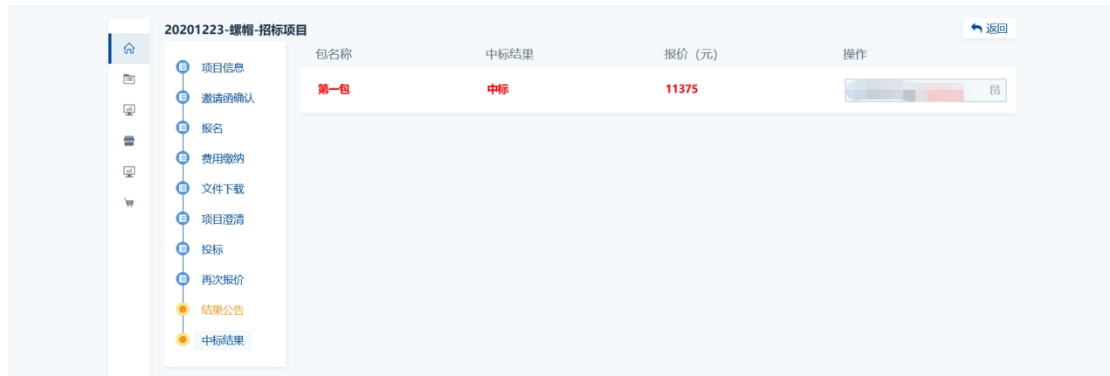 20201223-螺帽-招标项目
返回
包名称 中标结果 报价（元） 操作
第一包 中标 11375
项目信息
邀请函确认
报名
费用缴纳
文件下载
项目澄清
投标
再次报价
结果公告
中标结果